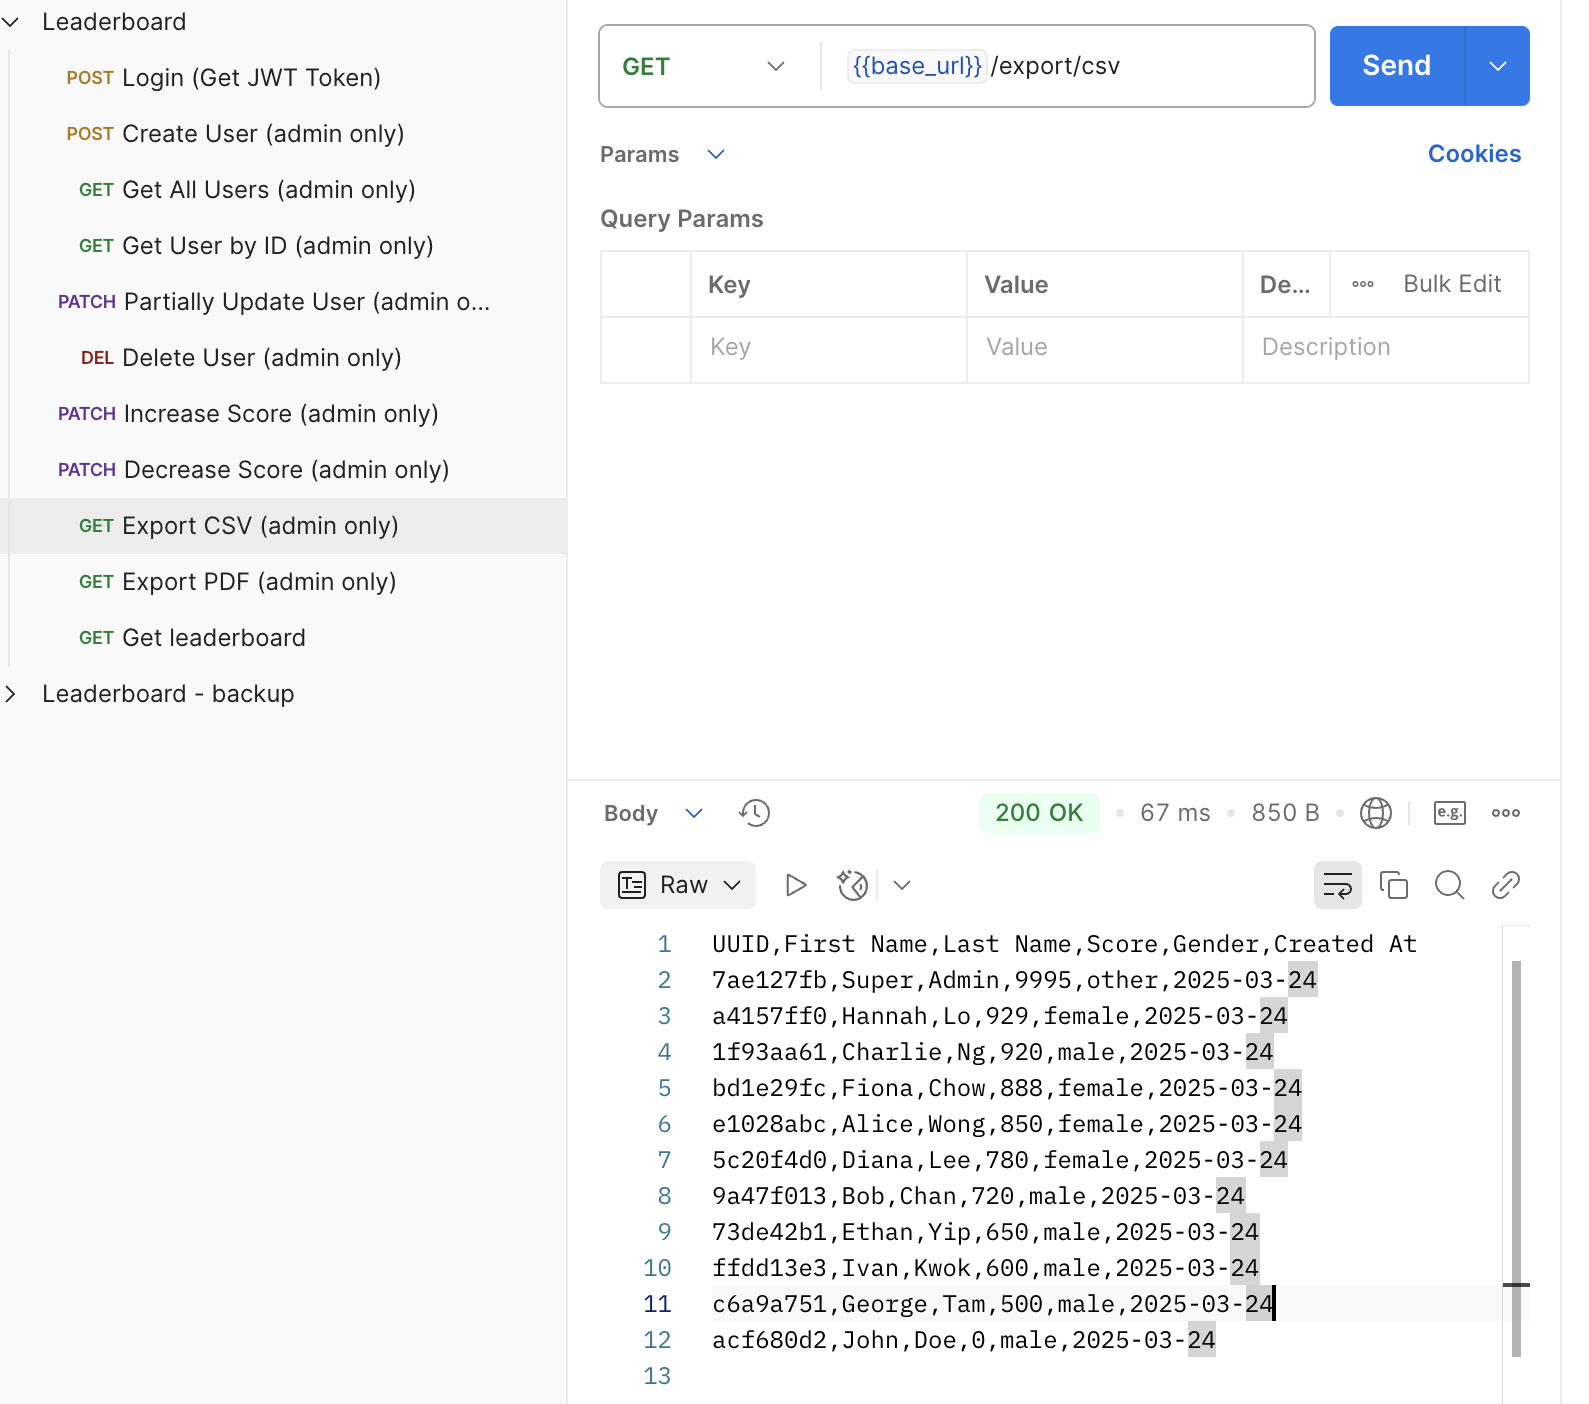 Leaderboard
POST Login (Get JWT Token)
POST Create User (admin only)
GET Get All Users (admin only)
GET Get User by ID (admin only)
PATCH Partially Update User (admin o...
DEL Delete User (admin only)
PATCH Increase Score (admin only)
PATCH Decrease Score (admin only)
GET Export CSV (admin only)
GET Export PDF (admin only)
GET Get leaderboard
Leaderboard - backup
GET {{base_url}} /export/csv Send
Params Cookies
Query Params
Key Value De... Bulk Edit
Key Value Description
Body 200 OK 67 ms 850 B e.g.
Raw
1 UUID,First Name,Last Name,Score,Gender,Created At
2 7ae127fb,Super,Admin,9995,other,2025-03-24
3 a4157ff0,Hannah,Lo,929,female,2025-03-24
4 1f93aa61,Charlie,Ng,920,male,2025-03-24
5 bd1e29fc,Fiona,Chow,888,female,2025-03-24
6 e1028abc,Alice,Wong,850,female,2025-03-24
7 5c20f4d0,Diana,Lee,780,female,2025-03-24
8 9a47f013,Bob,Chan,720,male,2025-03-24
9 73de42b1,Ethan,Yip,650,male,2025-03-24
10 ffdd13e3,Ivan,Kwok,600,male,2025-03-24
11 c6a9a751,George,Tam,500,male,2025-03-24
12 acf680d2,John,Doe,0,male,2025-03-24
13